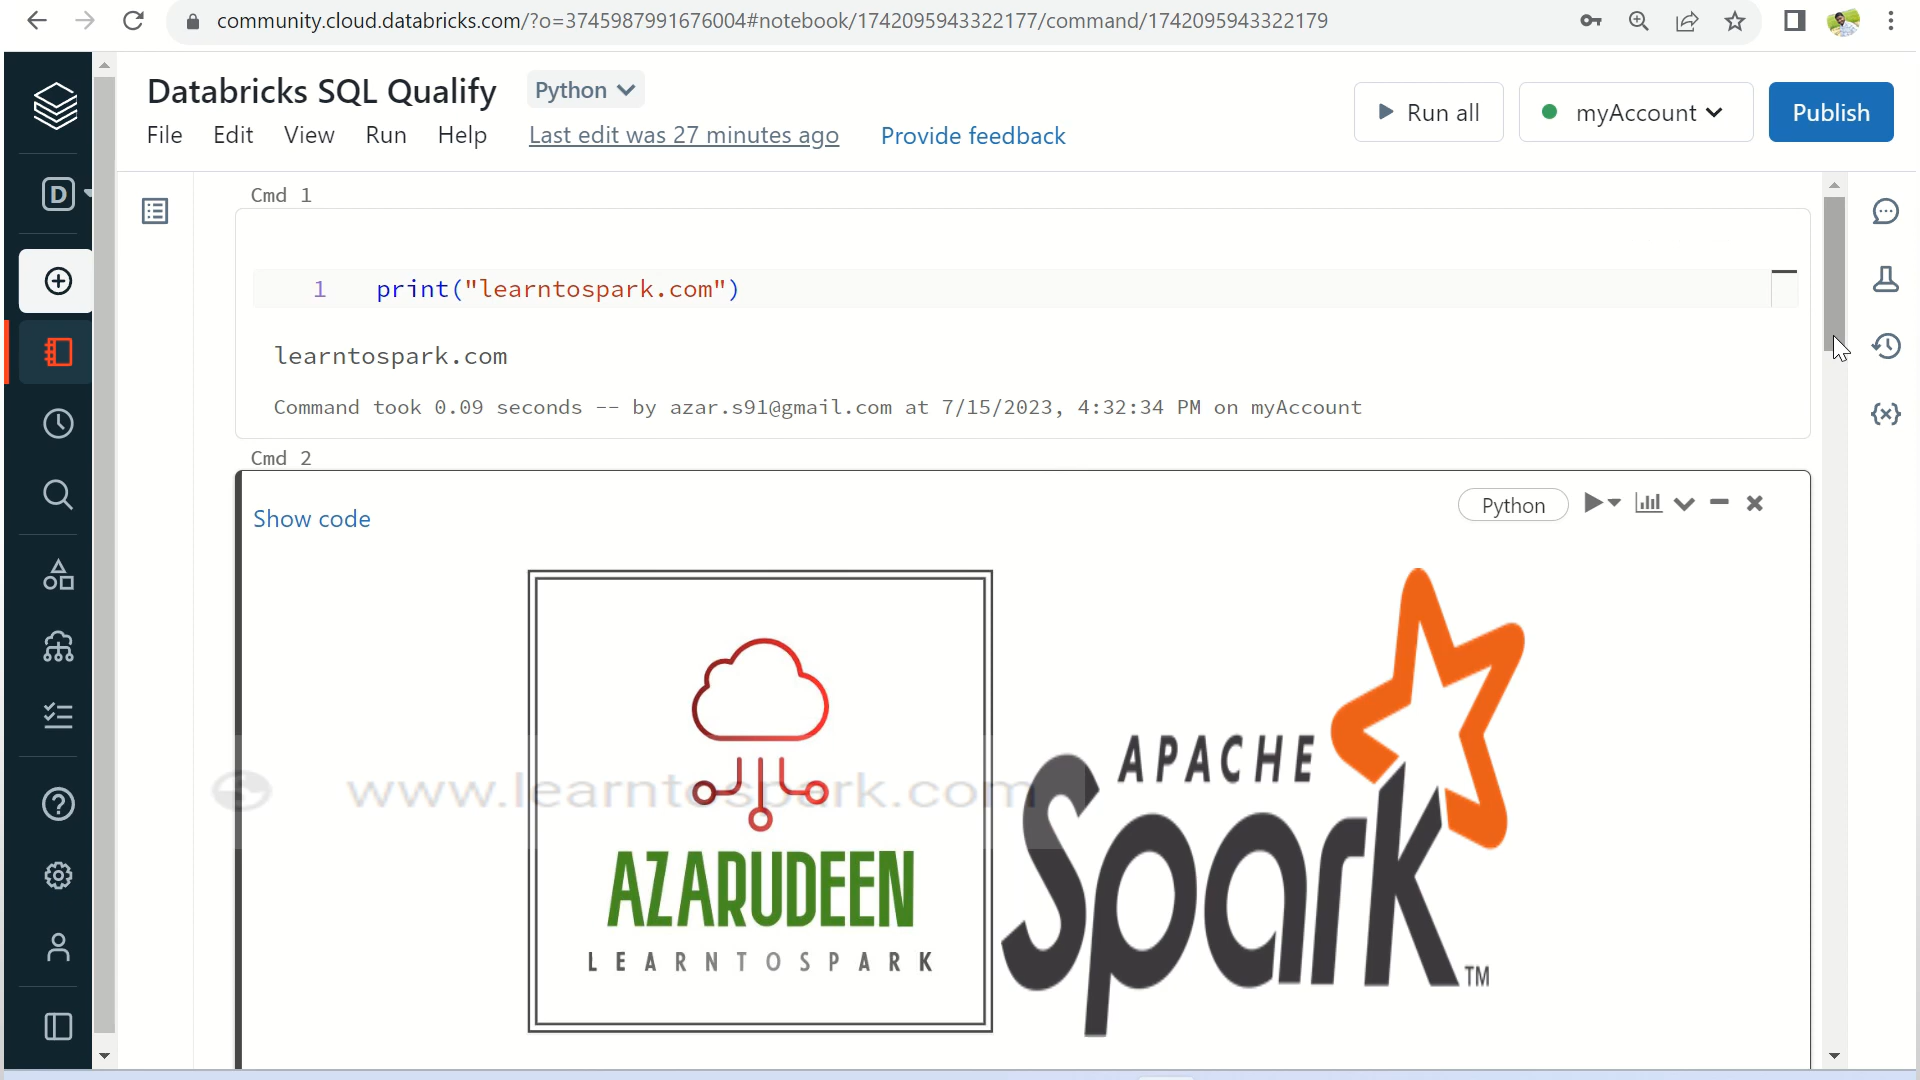 community.cloud.databricks.com/?o=3745987991676004#notebook/1742095943322177/command/1742095943322179
Databricks SQL Qualify Python
File Edit View Run Help Last edit was 27 minutes ago Provide feedback
Run all myAccount Publish
D
Cmd 1
1 print("learntospark.com")
learntospark.com
Command took 0.09 seconds -- by azar.s91@gmail.com at 7/15/2023, 4:32:34 PM on myAccount
Cmd 2
Show code Python
www.learntospark.com
AZARUDEEN
LEARNTOSPARK
APACHE
Spark TM